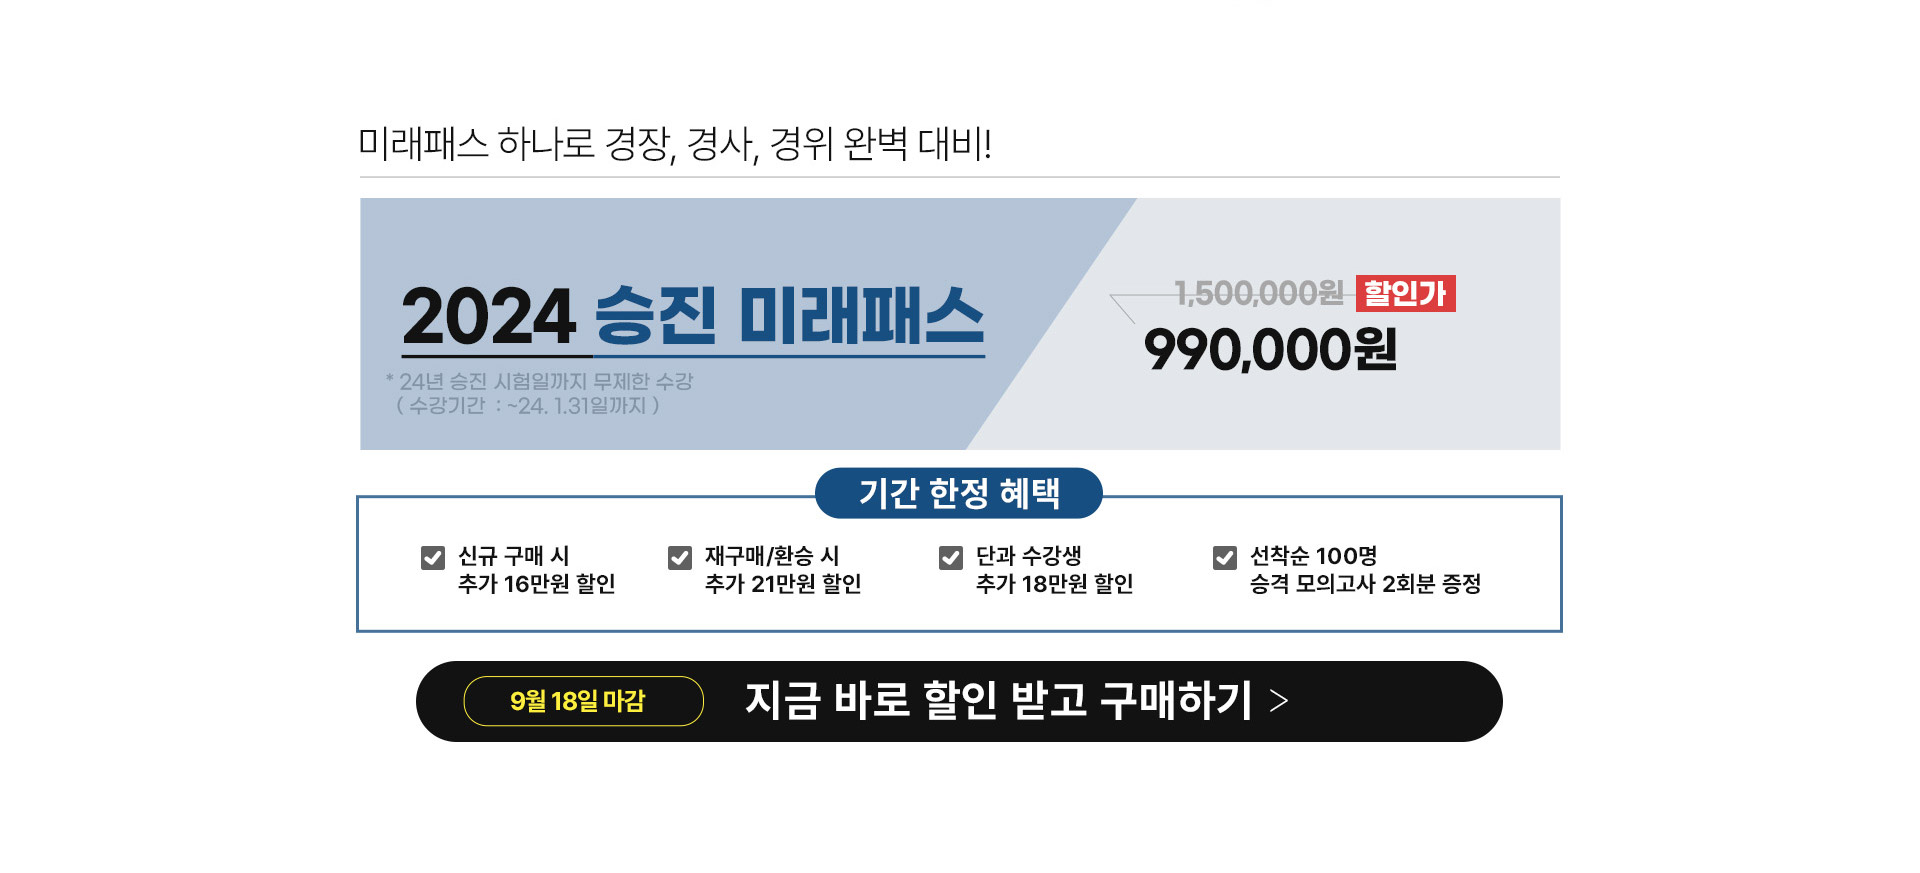 미래패스 하나로 경장, 경사, 경위 완벽 대비!
2024 승진 미래패스
* 24년 승진 시험일까지 무제한 수강
( 수강기간 : ~24. 1.31일까지 )
1,500,000원 할인가
990,000원
기간 한정 혜택
신규 구매 시
추가 16만원 할인
재구매/환승 시
추가 21만원 할인
단과 수강생
추가 18만원 할인
선착순 100명
승격 모의고사 2회분 증정
9월 18일 마감 지금 바로 할인 받고 구매하기 >